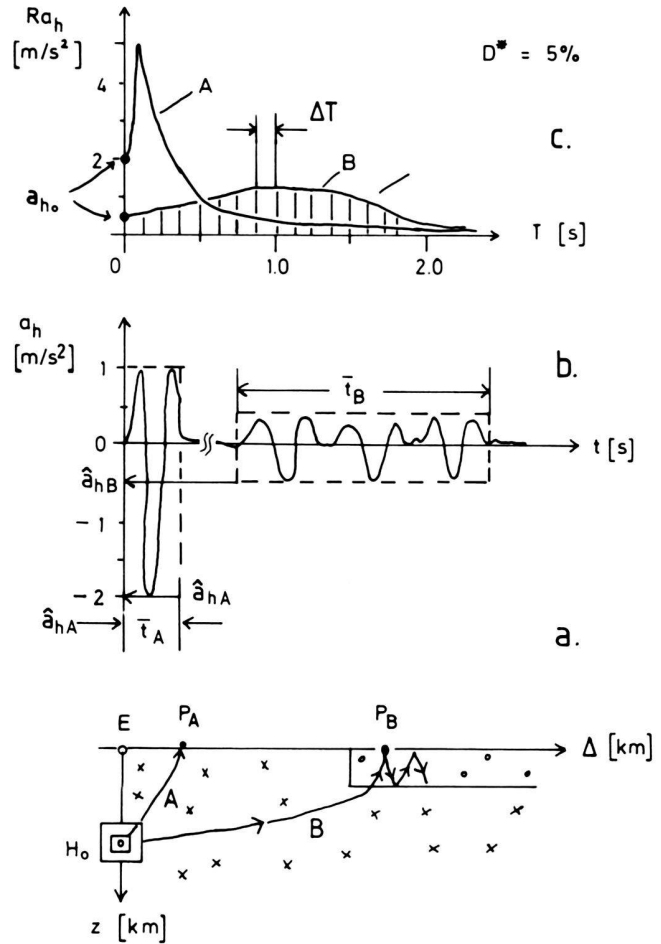 Ra_h
[m/s²]
D* = 5%
4
A
ΔT
c.
2
B
a_h₀
0
1.0
2.0
T [s]
a_h
[m/s²]
b.
1
t̄_B
0
t [s]
â_hB
-1
-2
â_hA
â_hA
t̄_A
a.
E
P_A
P_B
Δ [km]
A
B
H₀
z [km]